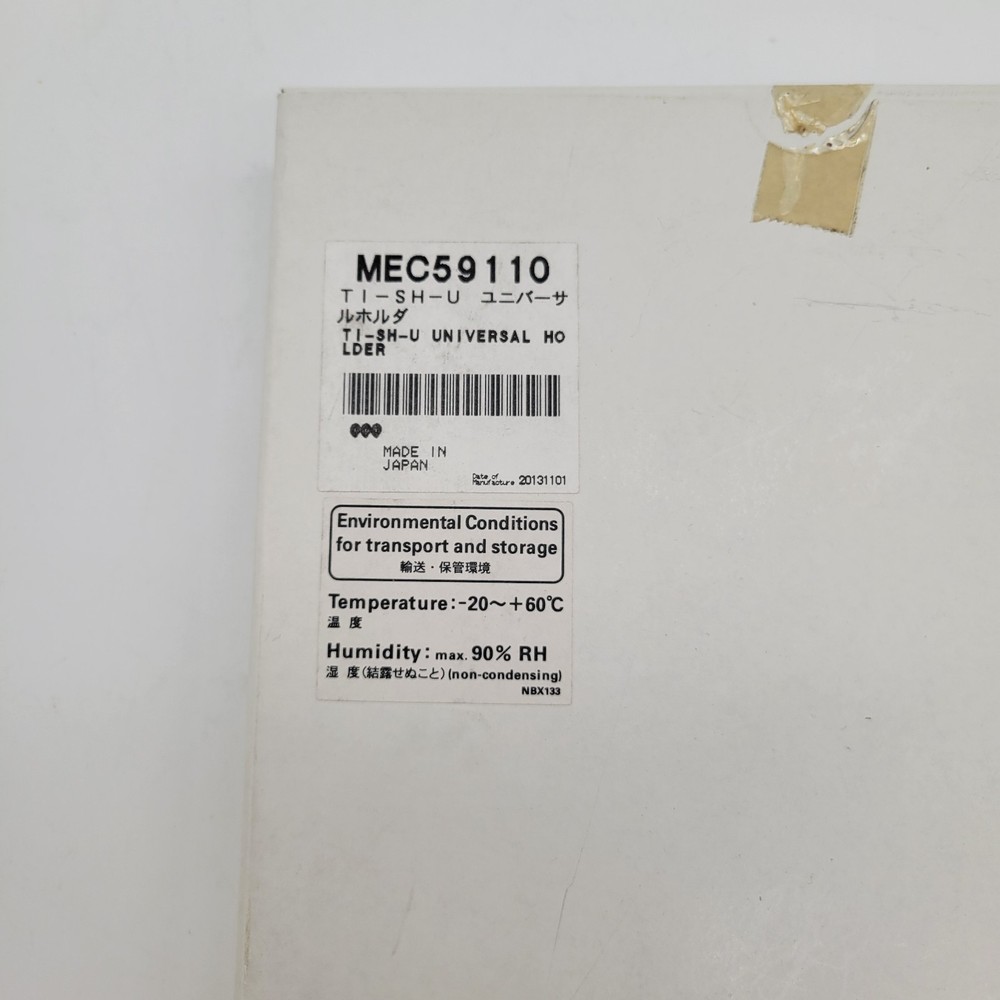 MEC59110
TI-SH-U ユニバーサ
ルホルダ
TI-SH-U UNIVERSAL HO
LDER
MADE IN
JAPAN
Date of
Manufacture 20131101
Environmental Conditions
for transport and storage
輸送・保管環境
Temperature:-20～+60℃
温 度
Humidity: max. 90% RH
湿 度(結露せぬこと)(non-condensing)
NBX133